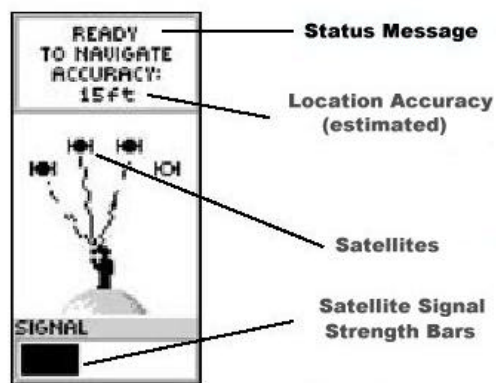 READY
TO NAVIGATE
ACCURACY:
15ft
SIGNAL
Status Message
Location Accuracy
(estimated)
Satellites
Satellite Signal
Strength Bars